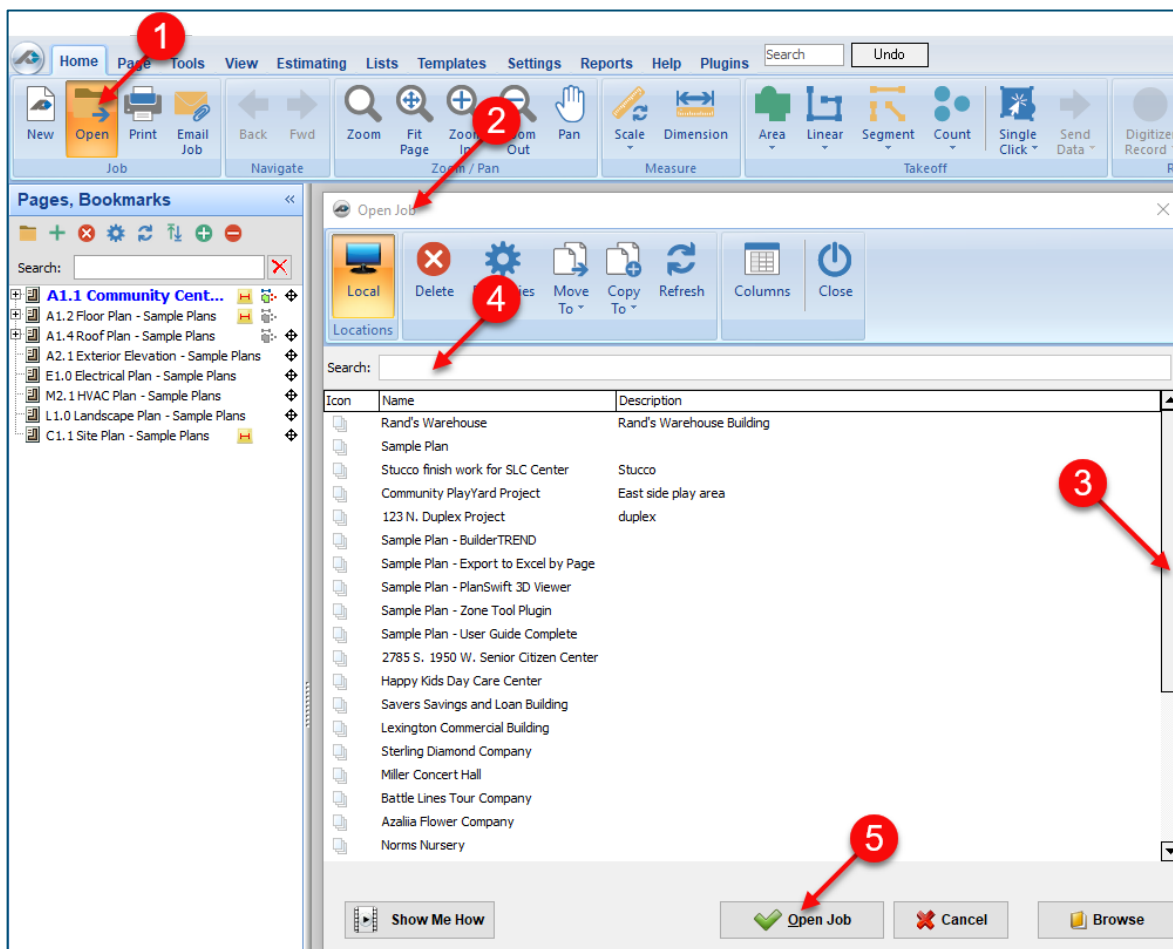 1
Home Page Tools View Estimating Lists Templates Settings Reports Help Plugins Search Undo
New Open Print Email Job Back Fwd Zoom Fit Page Zoom In Zoom Out Pan Scale Dimension Area Linear Segment Count Single Click Send Data Digitizer Record
2
Job Navigate Zoom / Pan Measure Takeoff R
Pages, Bookmarks «
Open Job
Search:
Local Delete Move To Copy To Refresh Columns Close
4
Locations
A1.1 Community Cent...
A1.2 Floor Plan - Sample Plans
A1.4 Roof Plan - Sample Plans
A2.1 Exterior Elevation - Sample Plans
E1.0 Electrical Plan - Sample Plans
M2.1 HVAC Plan - Sample Plans
L1.0 Landscape Plan - Sample Plans
C1.1 Site Plan - Sample Plans
Search:
Icon Name Description
Rand's Warehouse Rand's Warehouse Building
Sample Plan
Stucco finish work for SLC Center Stucco
3
Community PlayYard Project East side play area
123 N. Duplex Project duplex
Sample Plan - BuilderTREND
Sample Plan - Export to Excel by Page
Sample Plan - PlanSwift 3D Viewer
Sample Plan - Zone Tool Plugin
Sample Plan - User Guide Complete
2785 S. 1950 W. Senior Citizen Center
Happy Kids Day Care Center
Savers Savings and Loan Building
Lexington Commercial Building
Sterling Diamond Company
Miller Concert Hall
Battle Lines Tour Company
Azaliia Flower Company
Norms Nursery
5
Show Me How Open Job Cancel Browse